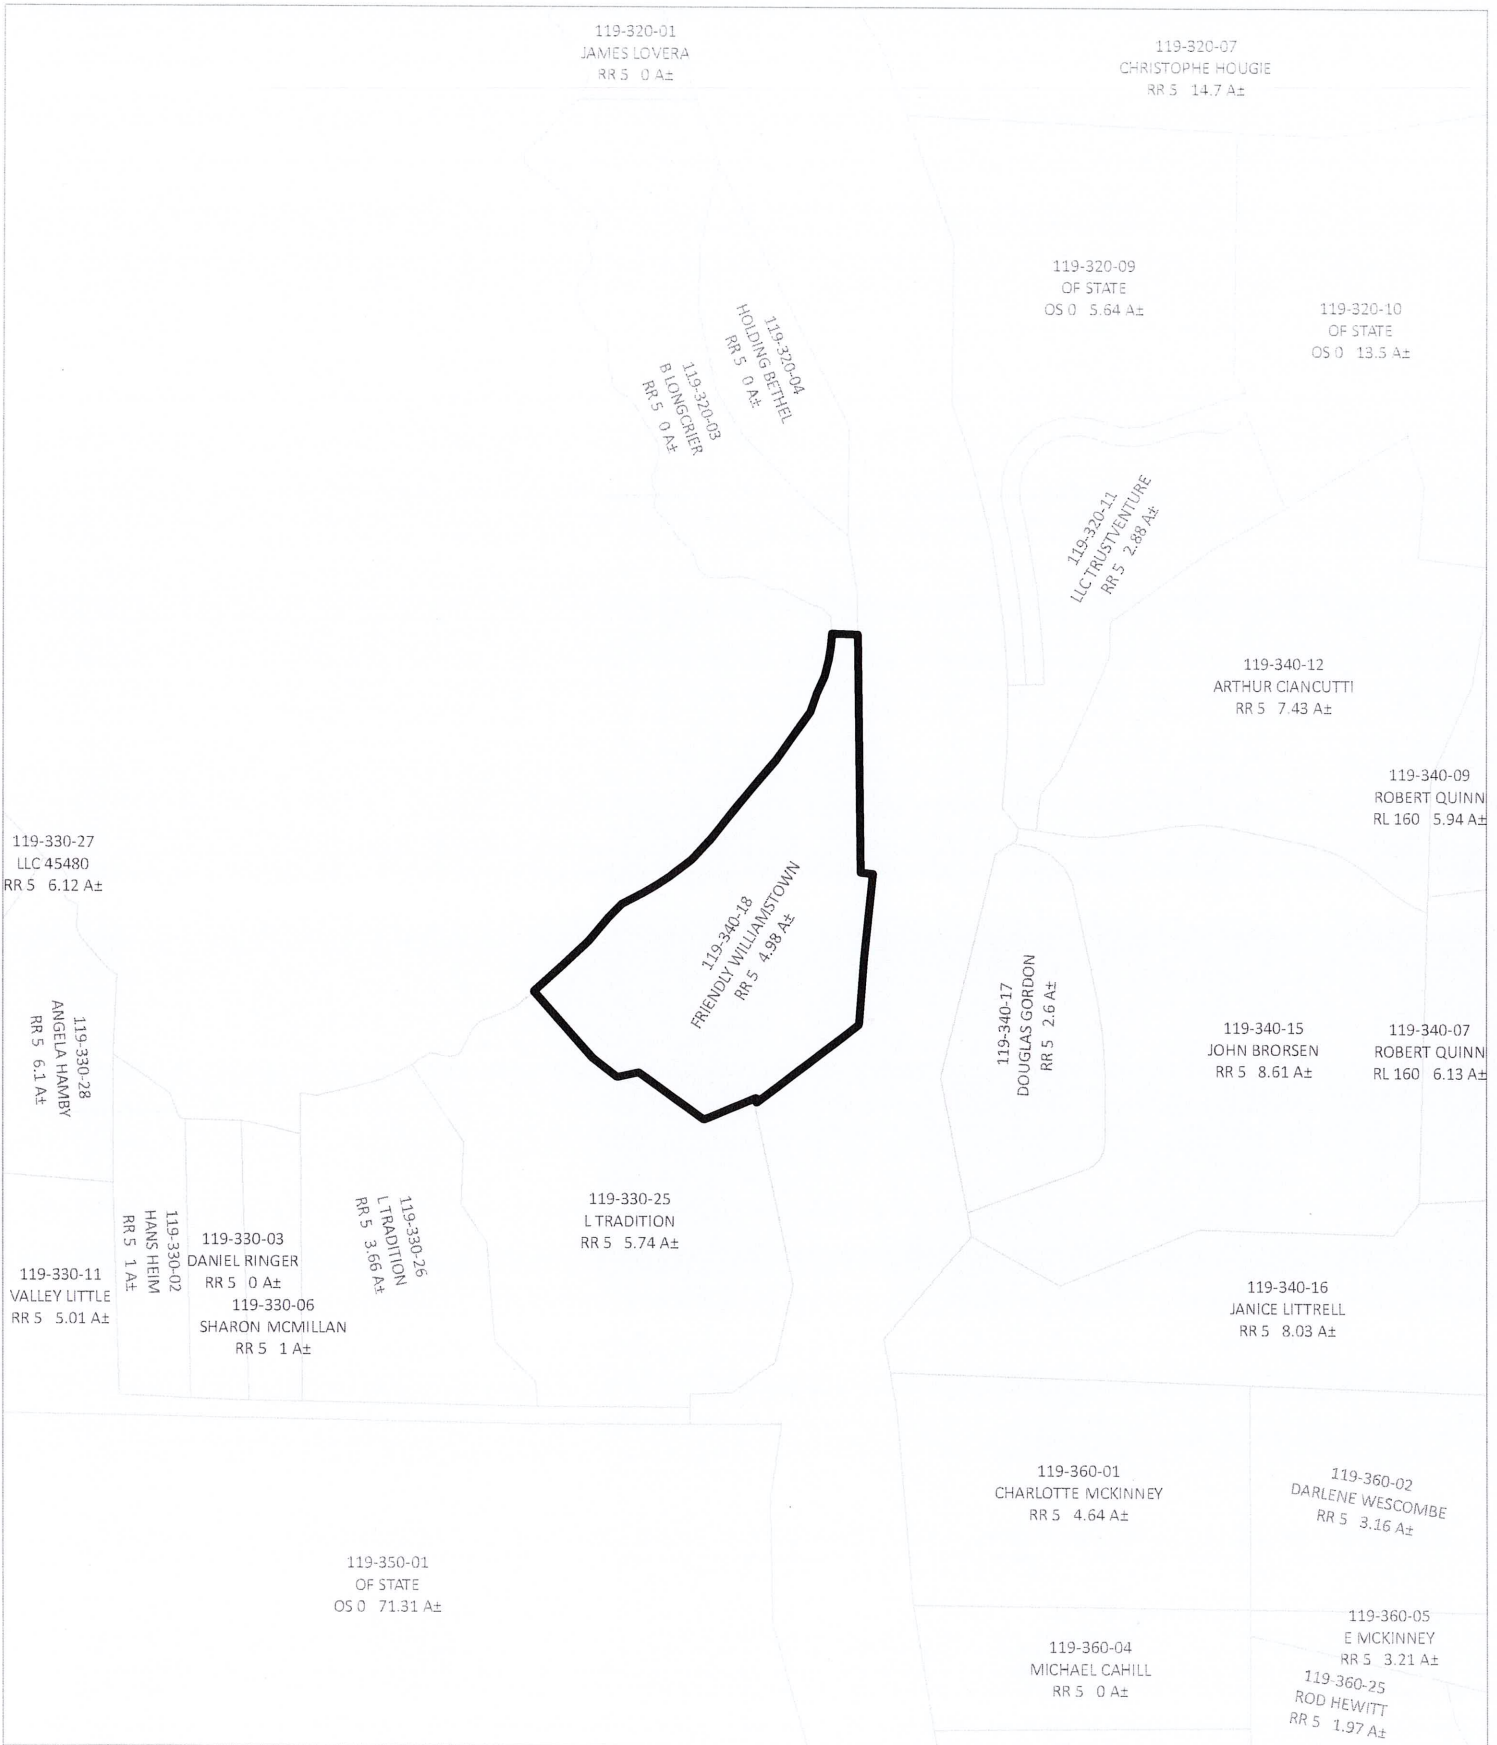 119-320-01
JAMES LOVERA
RR 5 0 A±
119-320-07
CHRISTOPHE HOUGIE
RR 5 14.7 A±
119-320-09
OF STATE
OS 0 5.64 A±
119-320-10
OF STATE
OS 0 13.5 A±
119-320-04
HOLDING BETHEL
RR 5 0 A±
119-320-03
B LONGCRIER
RR 5 0 A±
119-320-11
LLC TRUSTVENTURE
RR 5 2.88 A±
119-340-12
ARTHUR CIANCUTTI
RR 5 7.43 A±
119-340-09
ROBERT QUINN
RL 160 5.94 A±
119-330-27
LLC 45480
RR 5 6.12 A±
119-340-18
FRIENDLY WILLIAMSTOWN
RR 5 4.98 A±
119-330-28
ANGELA HAMBY
RR 5 6.1 A±
119-340-17
DOUGLAS GORDON
RR 5 2.6 A±
119-340-15
JOHN BRORSEN
RR 5 8.61 A±
119-340-07
ROBERT QUINN
RL 160 6.13 A±
119-330-11
VALLEY LITTLE
RR 5 5.01 A±
119-330-02
HANS HEIM
RR 5 1 A±
119-330-03
DANIEL RINGER
RR 5 0 A±
119-330-06
SHARON MCMILLAN
RR 5 1 A±
119-330-26
L TRADITION
RR 5 3.66 A±
119-330-25
L TRADITION
RR 5 5.74 A±
119-340-16
JANICE LITTRELL
RR 5 8.03 A±
119-360-01
CHARLOTTE MCKINNEY
RR 5 4.64 A±
119-360-02
DARLENE WESCOMBE
RR 5 3.16 A±
119-350-01
OF STATE
OS 0 71.31 A±
119-360-04
MICHAEL CAHILL
RR 5 0 A±
119-360-05
E MCKINNEY
RR 5 3.21 A±
119-360-25
ROD HEWITT
RR 5 1.97 A±